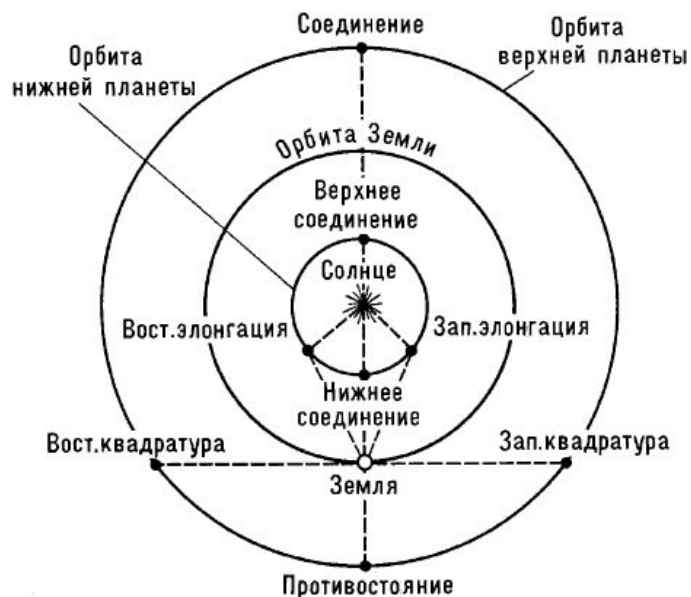 Соединение
Орбита
нижней планеты
Орбита
верхней планеты
Орбита Земли
Верхнее
соединение
Солнце
Вост.элонгация
Зап.элонгация
Нижнее
соединение
Вост.квадратура
Зап.квадратура
Земля
Противостояние